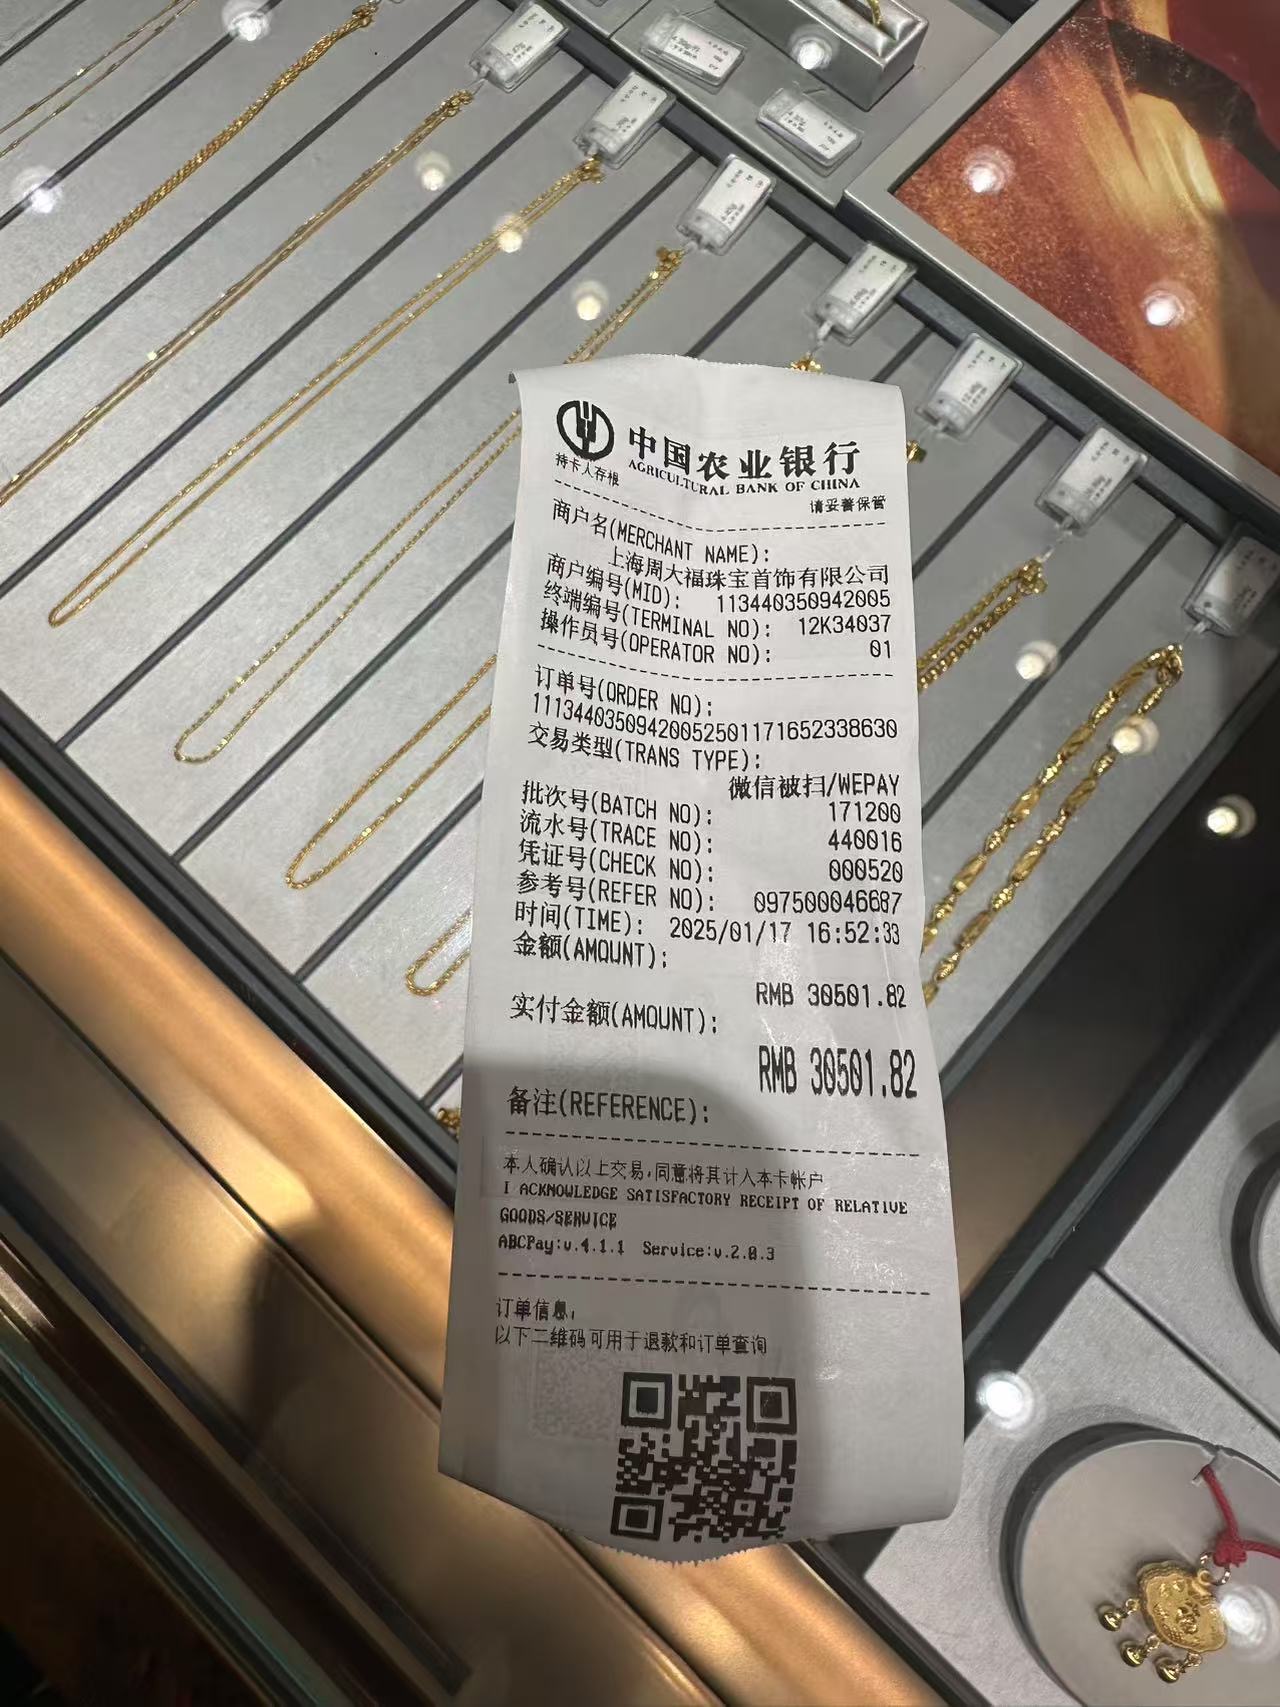 中国农业银行
AGRICULTURAL BANK OF CHINA
持卡人存根
请妥善保管
商户名(MERCHANT NAME):
上海周大福珠宝首饰有限公司
商户编号(MID): 113440350942005
终端编号(TERMINAL NO): 12K34037
操作员号(OPERATOR NO): 01
订单号(ORDER NO):
11134403509420052501171652338630
交易类型(TRANS TYPE):
微信被扫/WEPAY
批次号(BATCH NO): 171200
流水号(TRACE NO): 440016
凭证号(CHECK NO): 000520
参考号(REFER NO): 097500046687
时间(TIME): 2025/01/17 16:52:33
金额(AMOUNT):
RMB 30501.82
实付金额(AMOUNT):
RMB 30501.82
备注(REFERENCE):
本人确认以上交易,同意将其计入本卡帐户
I ACKNOWLEDGE SATISFACTORY RECEIPT OF RELATIVE
GOODS/SERVICE
ABCPay:v.4.1.1 Service:v.2.0.3
订单信息,
以下二维码可用于退款和订单查询